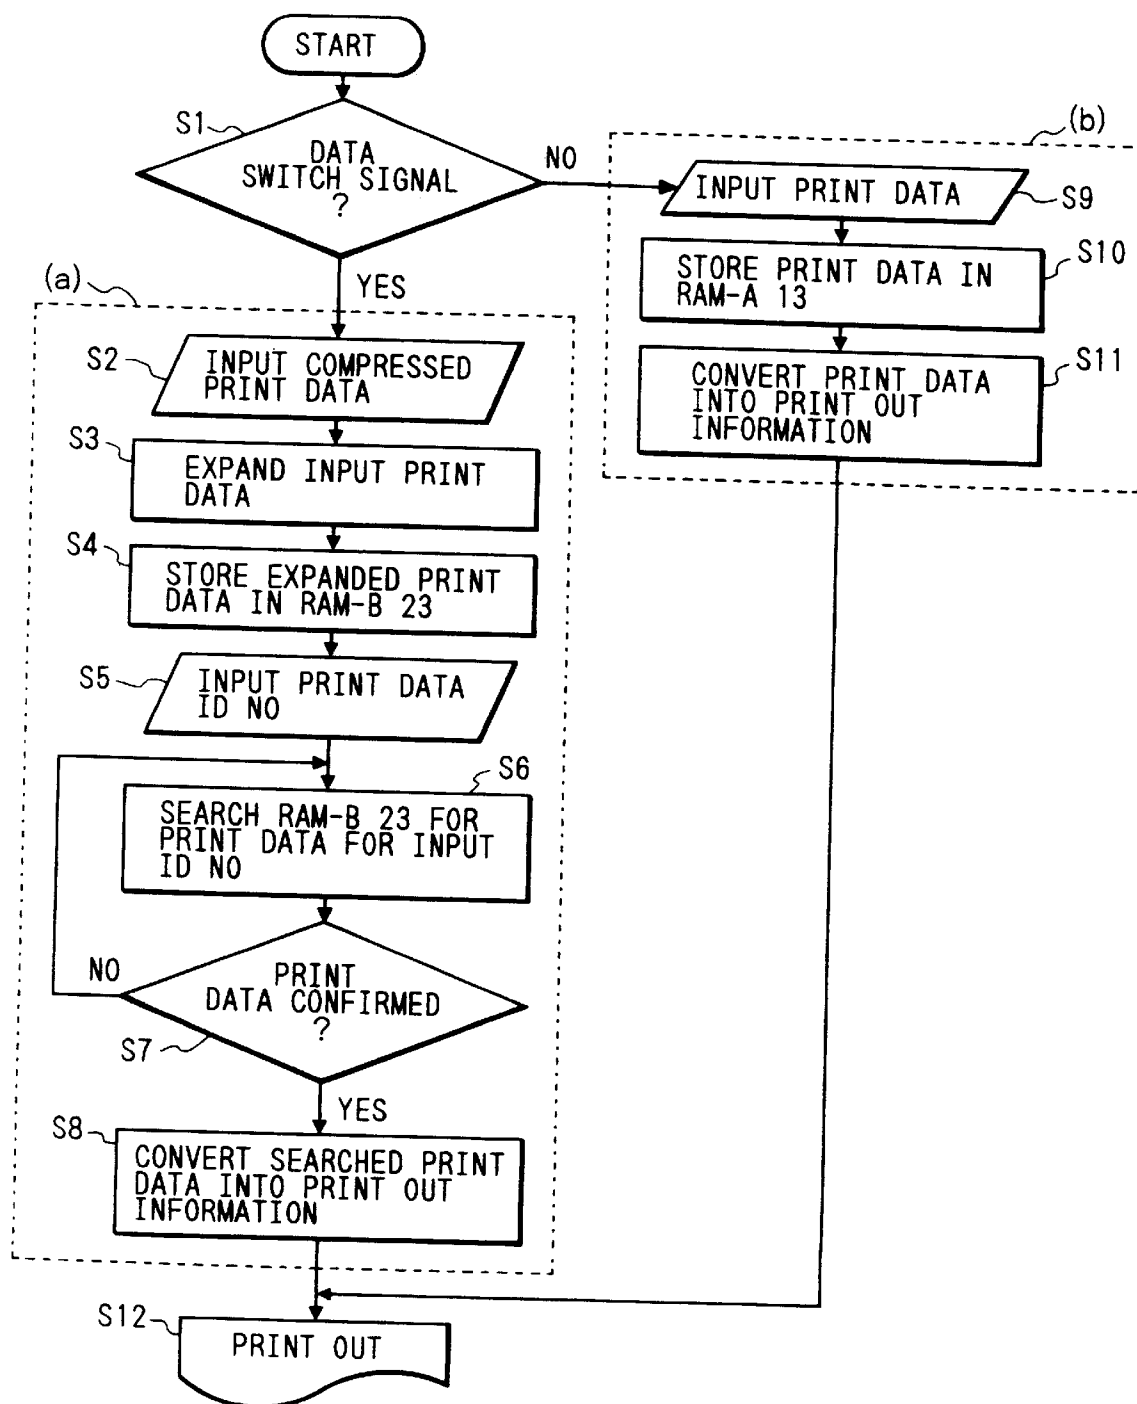 START
S1
DATA
SWITCH SIGNAL
?
NO
YES
(a)
S2
INPUT COMPRESSED
PRINT DATA
S3
EXPAND INPUT PRINT
DATA
S4
STORE EXPANDED PRINT
DATA IN RAM-B 23
S5
INPUT PRINT DATA
ID NO
S6
SEARCH RAM-B 23 FOR
PRINT DATA FOR INPUT
ID NO
NO
PRINT
DATA CONFIRMED
?
S7
YES
S8
CONVERT SEARCHED PRINT
DATA INTO PRINT OUT
INFORMATION
(b)
INPUT PRINT DATA
S9
STORE PRINT DATA IN
RAM-A 13
S10
CONVERT PRINT DATA
INTO PRINT OUT
INFORMATION
S11
S12
PRINT OUT